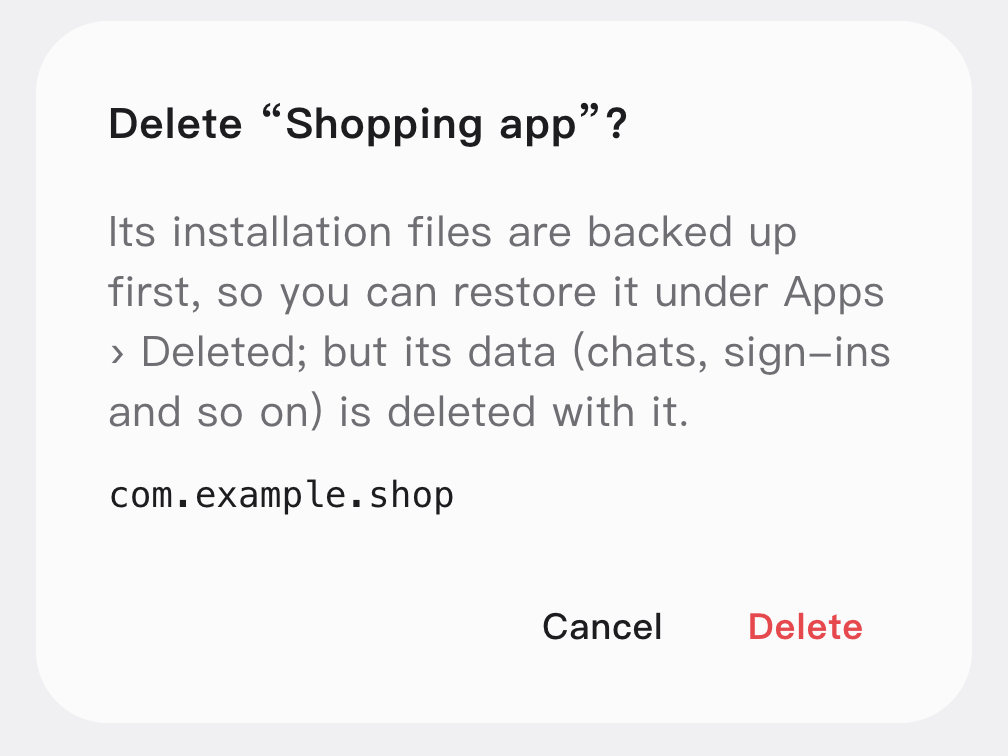 Delete “Shopping app”?
Its installation files are backed up
first, so you can restore it under Apps
› Deleted; but its data (chats, sign-ins
and so on) is deleted with it.
com.example.shop
Cancel Delete